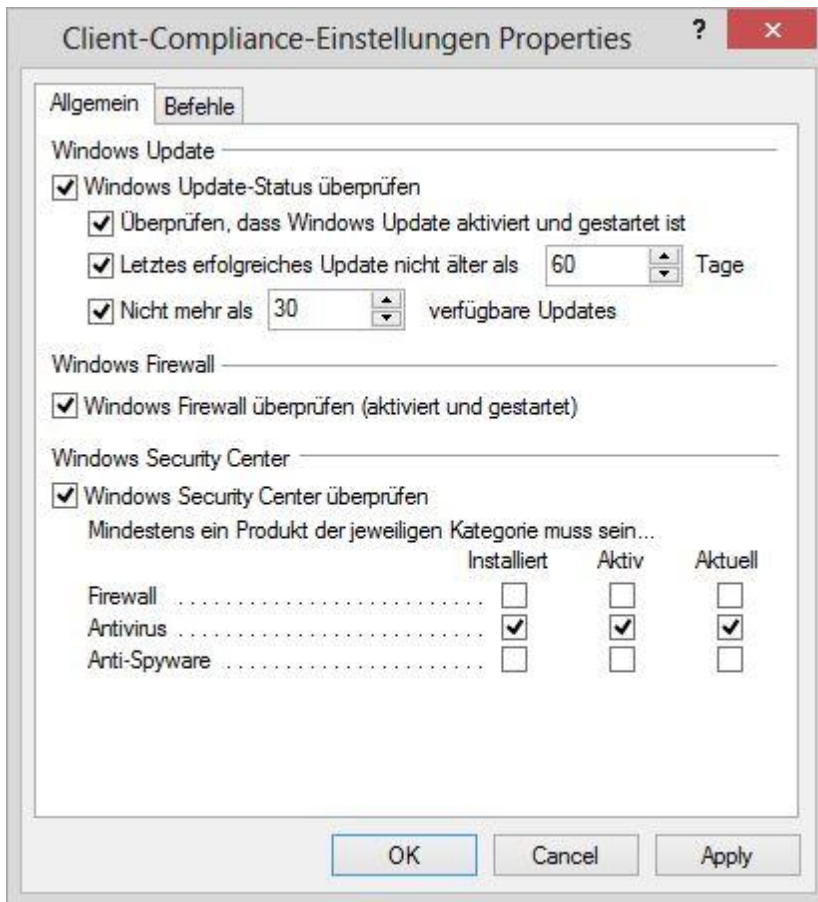 Client-Compliance-Einstellungen Properties ? ×
Allgemein Befehle
Windows Update
Windows Update-Status überprüfen
Überprüfen, dass Windows Update aktiviert und gestartet ist
Letztes erfolgreiches Update nicht älter als 60 Tage
Nicht mehr als 30 verfügbare Updates
Windows Firewall
Windows Firewall überprüfen (aktiviert und gestartet)
Windows Security Center
Windows Security Center überprüfen
Mindestens ein Produkt der jeweiligen Kategorie muss sein...
Installiert Aktiv Aktuell
Firewall
Antivirus
Anti-Spyware
OK Cancel Apply